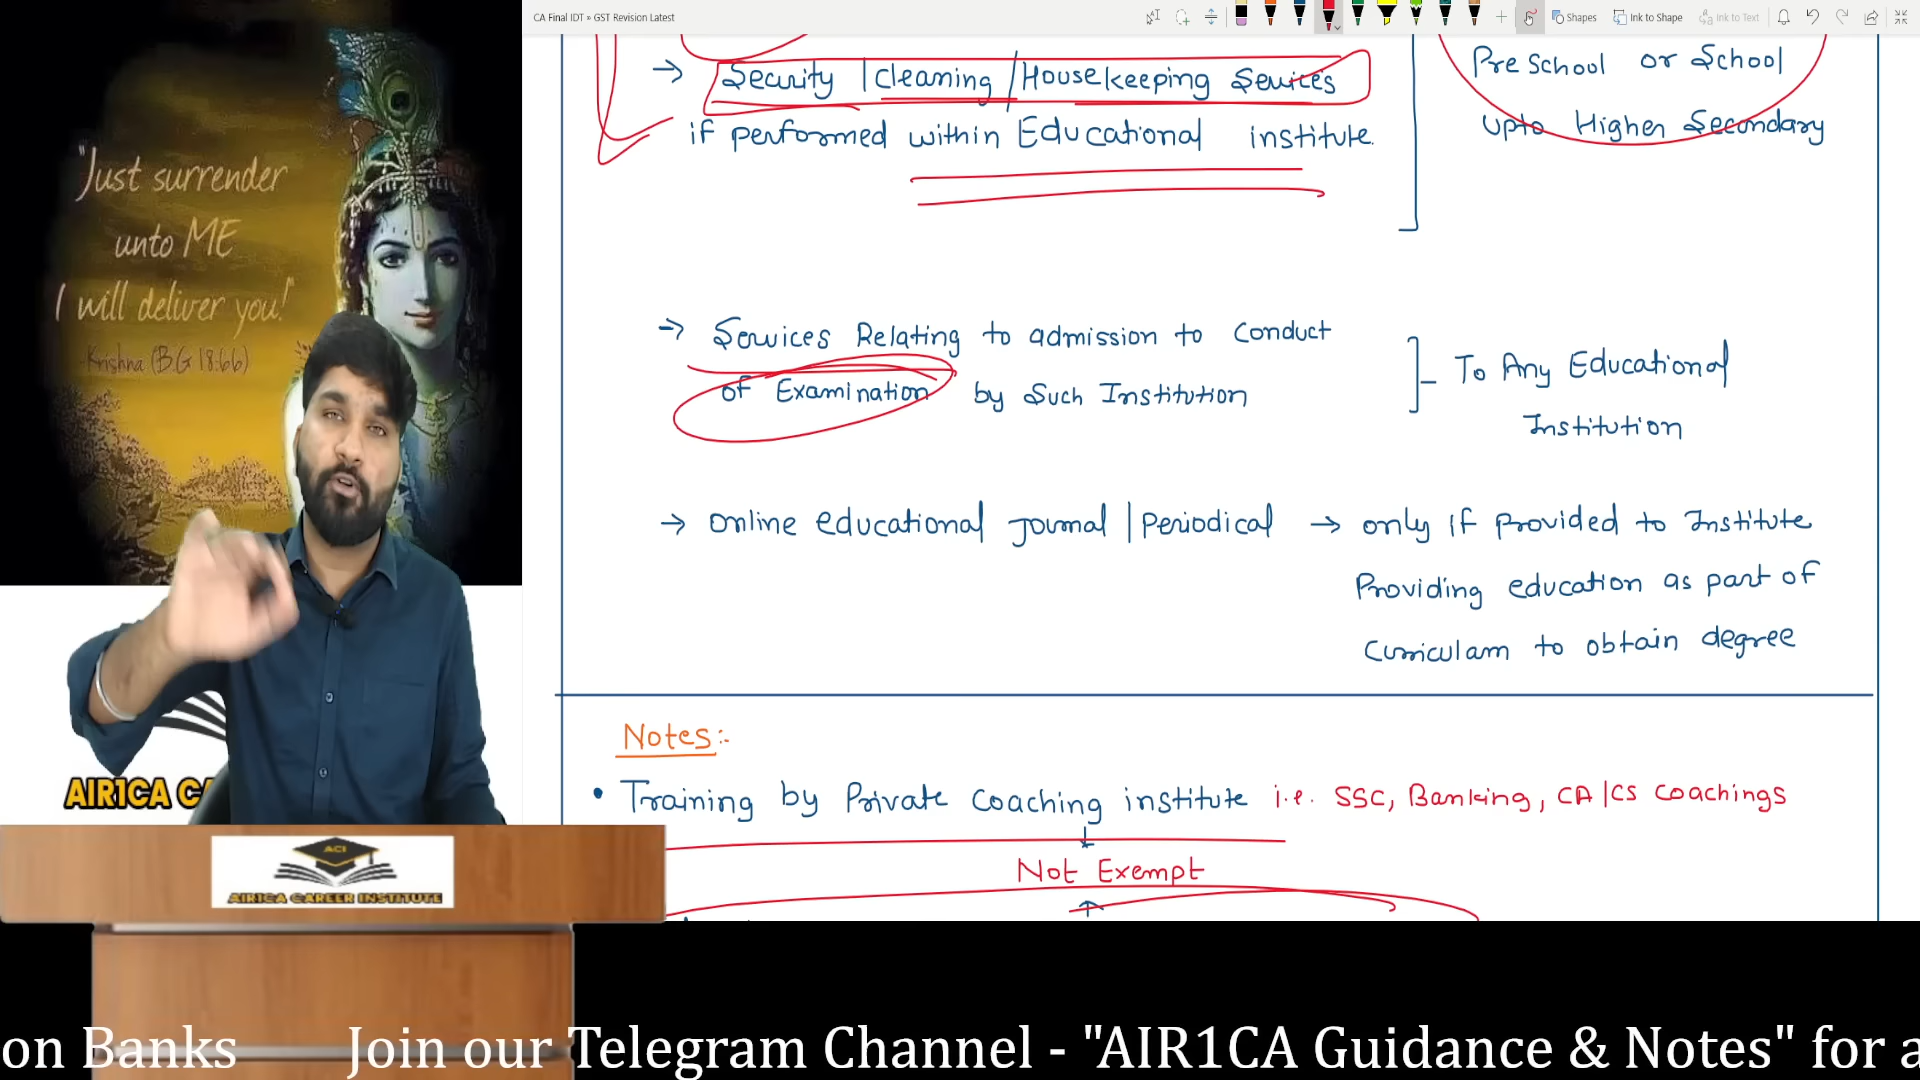 CA Final IDT » GST Revision Latest
Shapes
Ink to Shape
Ink to Text
"Just surrender
unto ME
I will deliver you!"
-Krishna (B.G 18.66)
→ Security | Cleaning / Housekeeping Services
if performed within Educational institute.
Pre School or School
upto Higher Secondary
→ Services Relating to admission to Conduct
of Examination by Such Institution
To Any Educational
Institution
→ Online educational Journal | Periodical → only if provided to Institute
Providing education as part of
Curriculam to obtain degree
Notes:-
• Training by Private Coaching institute i.e. SSC, Banking, CA|CS Coachings
Not Exempt
AIR1CA CA
ACI
AIR1CA CAREER INSTITUTE
on Banks Join our Telegram Channel - "AIR1CA Guidance & Notes" for a